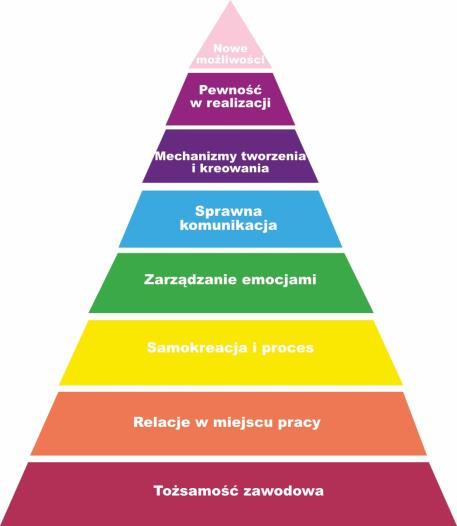 Nowe
możliwości
Pewność
w realizacji
Mechanizmy tworzenia
i kreowania
Sprawna
komunikacja
Zarządzanie emocjami
Samokreacja i proces
Relacje w miejscu pracy
Tożsamość zawodowa